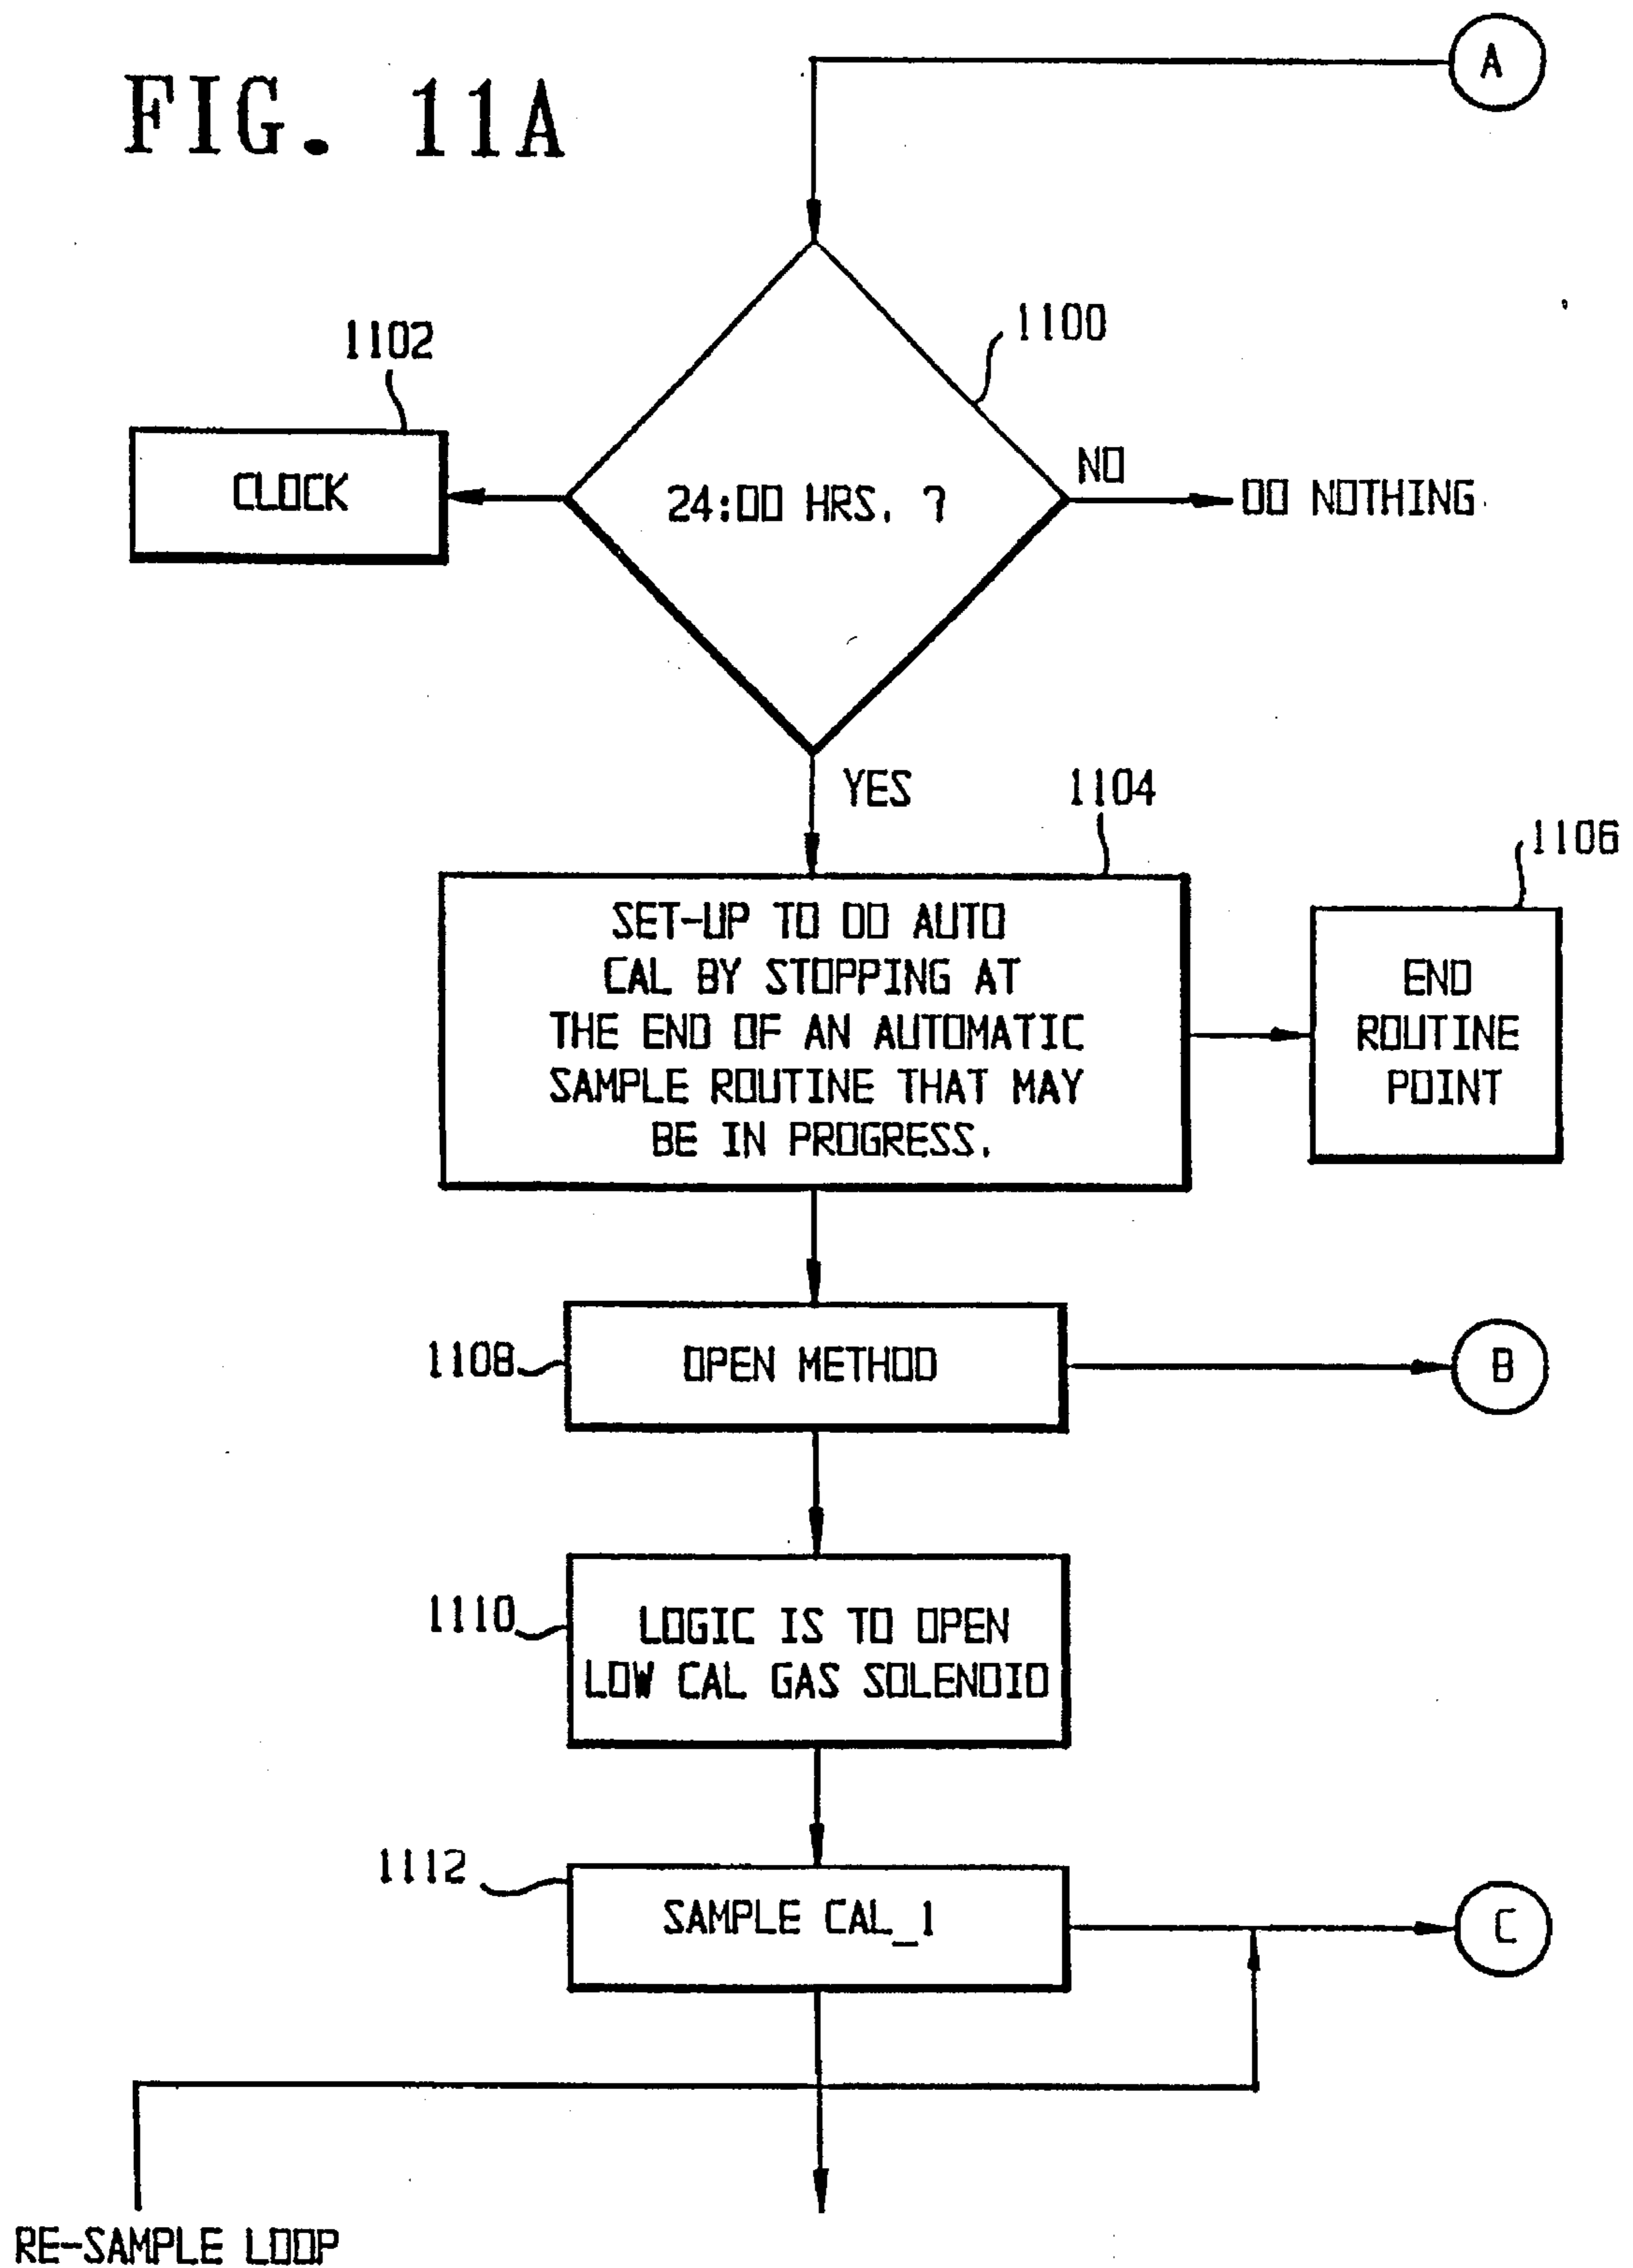 A
FIG. 11A
1100
1102
CLOCK
24:00 HRS. ?
NO
DO NOTHING.
YES
1104
1106
SET-UP TO DO AUTO
CAL BY STOPPING AT
THE END OF AN AUTOMATIC
SAMPLE ROUTINE THAT MAY
BE IN PROGRESS.
END
ROUTINE
POINT
1108
OPEN METHOD
B
1110
LOGIC IS TO OPEN
LOW CAL GAS SOLENOID
1112
SAMPLE CAL_1
C
RE-SAMPLE LOOP